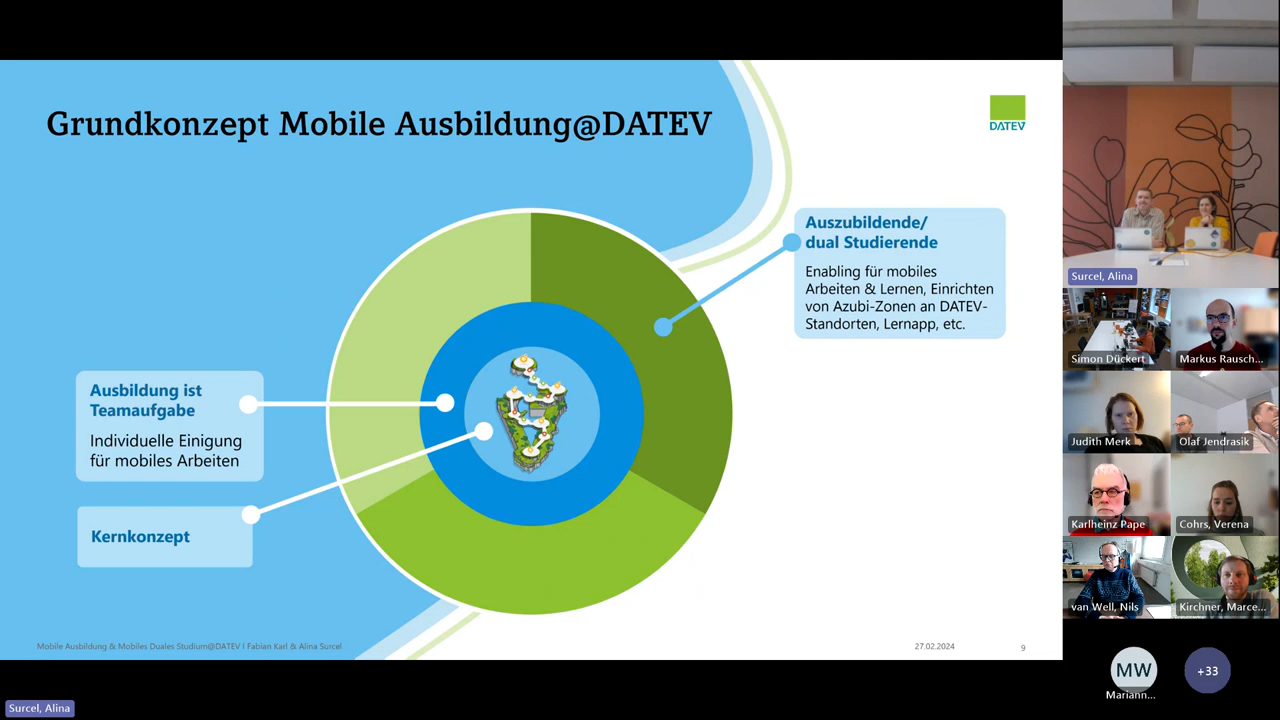 Grundkonzept Mobile Ausbildung@DATEV
DATEV
Auszubildende/
dual Studierende
Enabling für mobiles
Arbeiten & Lernen, Einrichten
von Azubi-Zonen an DATEV-
Standorten, Lernapp, etc.
Ausbildung ist
Teamaufgabe
Individuelle Einigung
für mobiles Arbeiten
Kernkonzept
Mobile Ausbildung & Mobiles Duales Studium@DATEV I Fabian Karl & Alina Surcel
27.02.2024
9
Surcel, Alina
Surcel, Alina
Simon Dückert
Markus Rausch...
Judith Merk
Olaf Jendrasik
Karlheinz Pape
Cohrs, Verena
van Well, Nils
Kirchner, Marce...
MW
Mariann...
+33